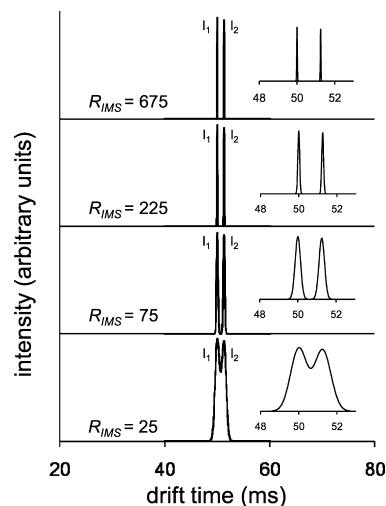 I1 I2
48 50 52
RIMS = 675
I1 I2
48 50 52
RIMS = 225
I1 I2
48 50 52
RIMS = 75
I1 I2
48 50 52
RIMS = 25
intensity (arbitrary units)
20 40 60 80
drift time (ms)